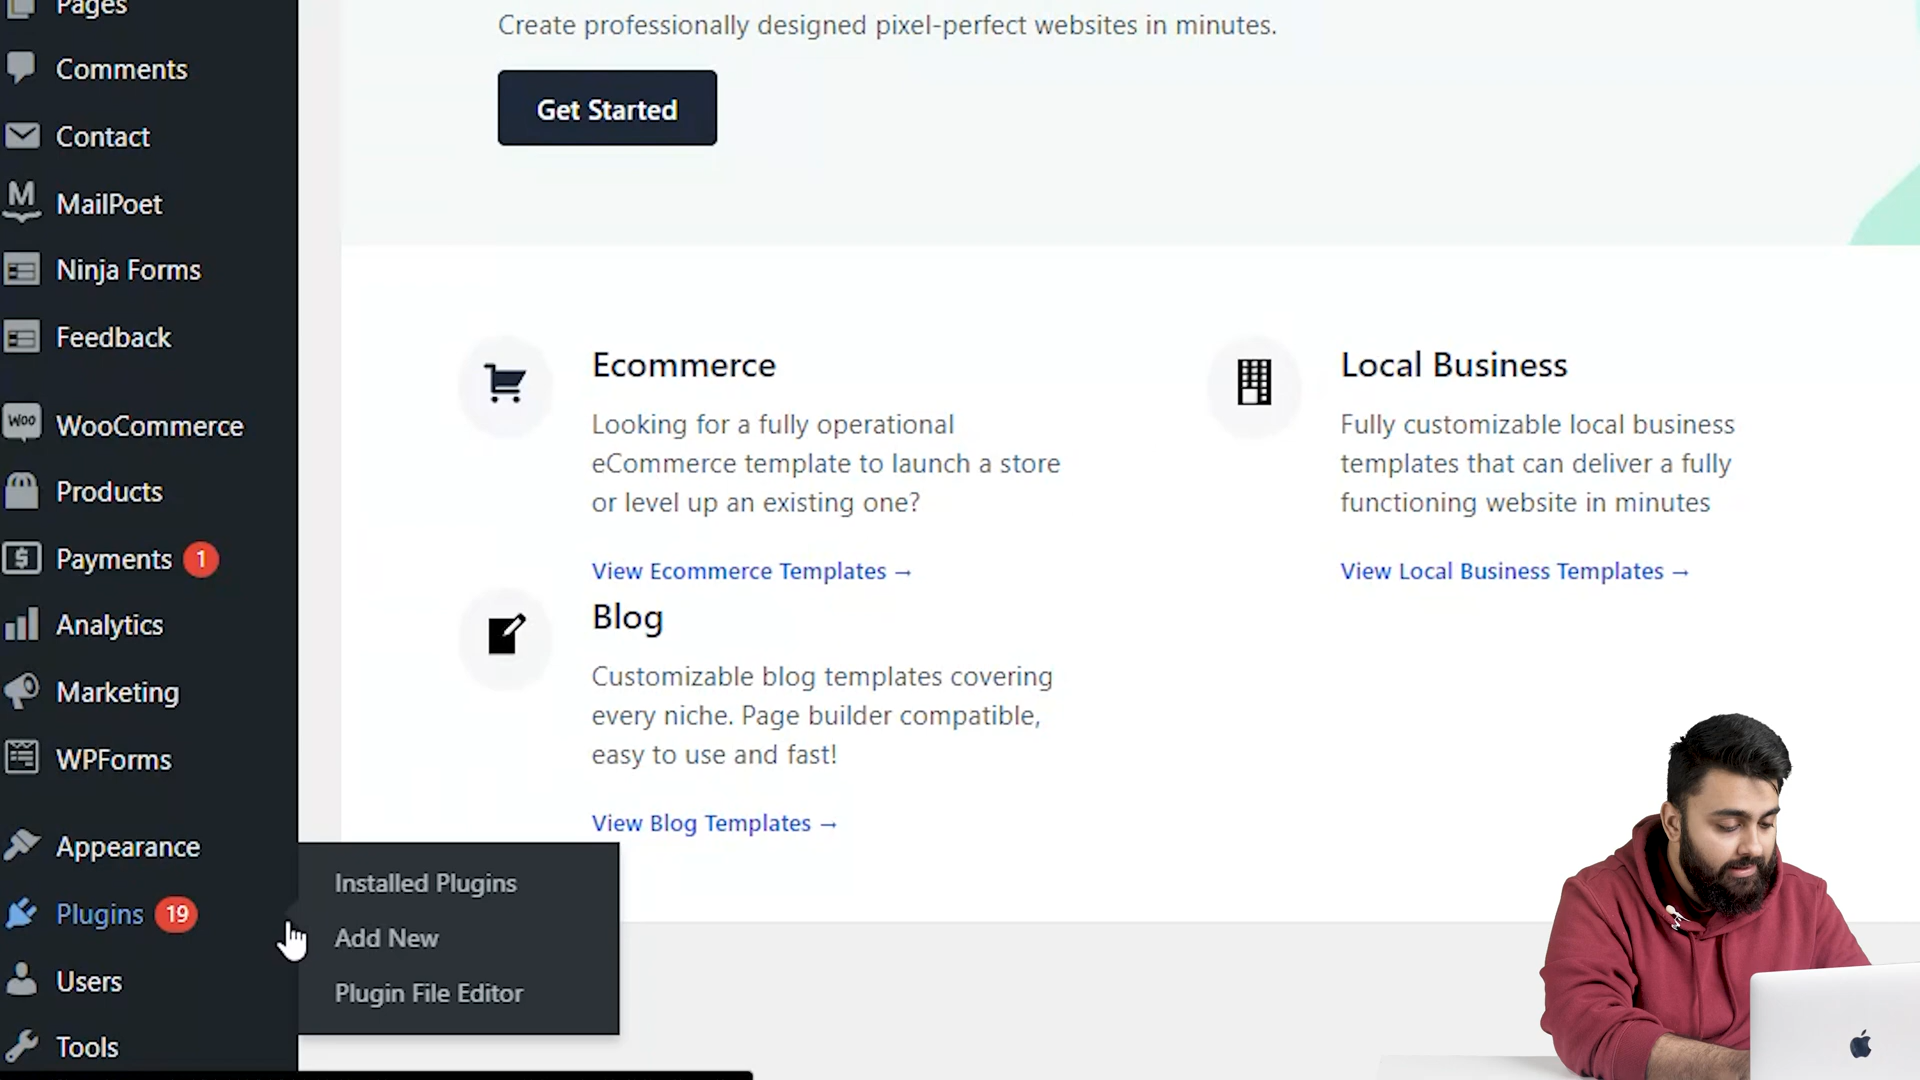 Pages
Comments
Contact
MailPoet
Ninja Forms
Feedback
WooCommerce
Products
Payments 1
Analytics
Marketing
WPForms
Appearance
Plugins 19
Users
Tools
Installed Plugins
Add New
Plugin File Editor
Create professionally designed pixel-perfect websites in minutes.
Get Started
Ecommerce
Looking for a fully operational
eCommerce template to launch a store
or level up an existing one?
View Ecommerce Templates →
Local Business
Fully customizable local business
templates that can deliver a fully
functioning website in minutes
View Local Business Templates →
Blog
Customizable blog templates covering
every niche. Page builder compatible,
easy to use and fast!
View Blog Templates →
M
Woo